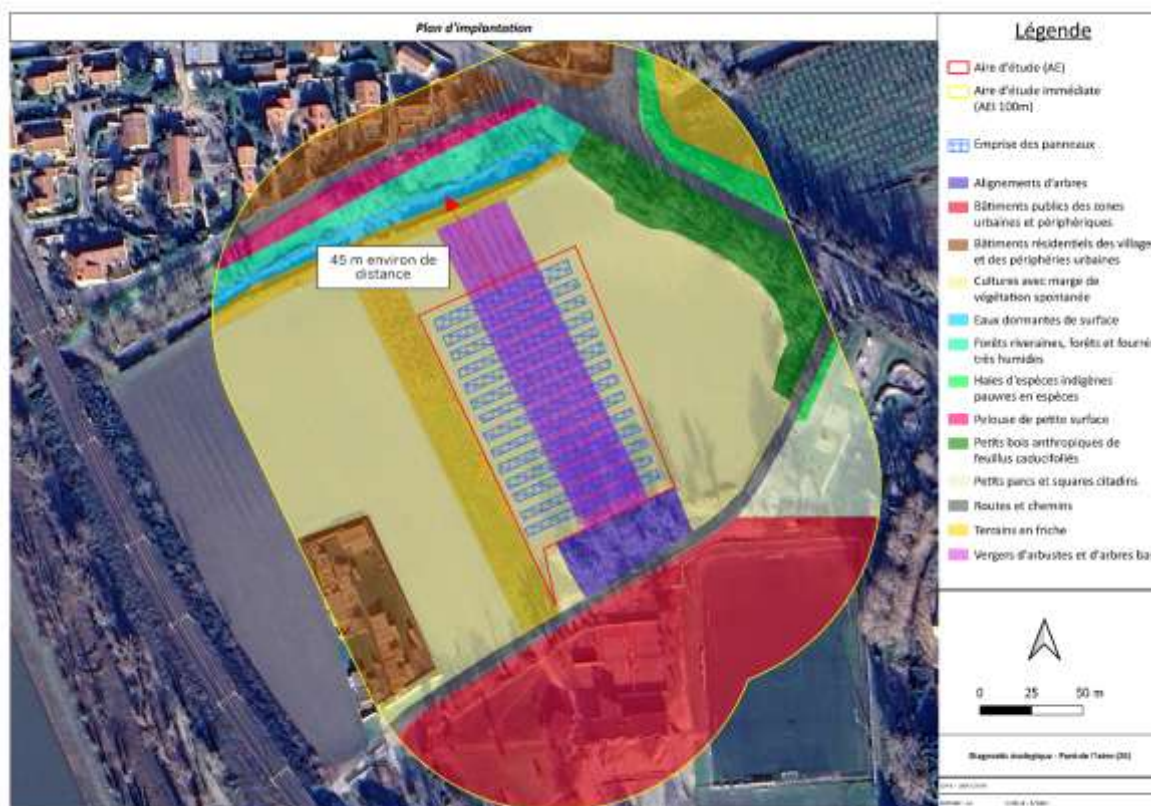 Plan d'implantation
45 m environ de
distance
Légende
Aire d'étude (AE)
Aire d'étude immédiate
(AEI 100m)
Emprise des panneaux
Alignements d'arbres
Bâtiments publics des zones
urbaines et périphériques
Bâtiments résidentiels des village
et des périphéries urbaines
Cultures avec marge de
végétation spontanée
Eaux dormantes de surface
Forêts riveraines, forêts et fourré
très humides
Haies d'espèces indigènes
pauvres en espèces
Pelouse de petite surface
Petits bois anthropiques de
feuillus caducifoliés
Petits parcs et squares citadins
Routes et chemins
Terrains en friche
Vergers d'arbustes et d'arbres ba
0 25 50 m
Diagnostic écologique - Pont de l'Isère (26)